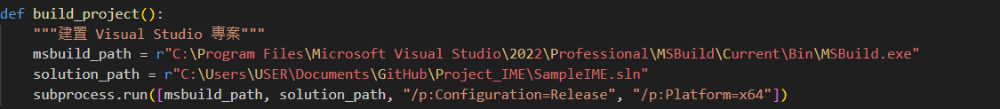 def build_project():
    """建置 Visual Studio 專案"""
    msbuild_path = r"C:\Program Files\Microsoft Visual Studio\2022\Professional\MSBuild\Current\Bin\MSBuild.exe"
    solution_path = r"C:\Users\USER\Documents\GitHub\Project_IME\SampleIME.sln"
    subprocess.run([msbuild_path, solution_path, "/p:Configuration=Release", "/p:Platform=x64"])